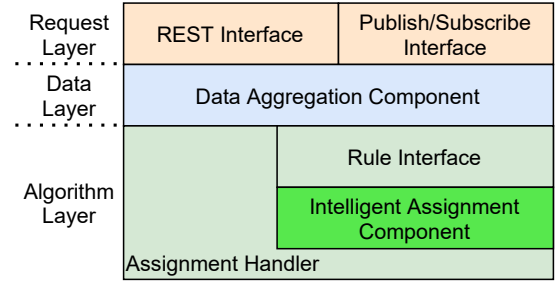 Request
Layer
REST Interface
Publish/Subscribe
Interface
Data
Layer
Data Aggregation Component
Algorithm
Layer
Rule Interface
Intelligent Assignment
Component
Assignment Handler